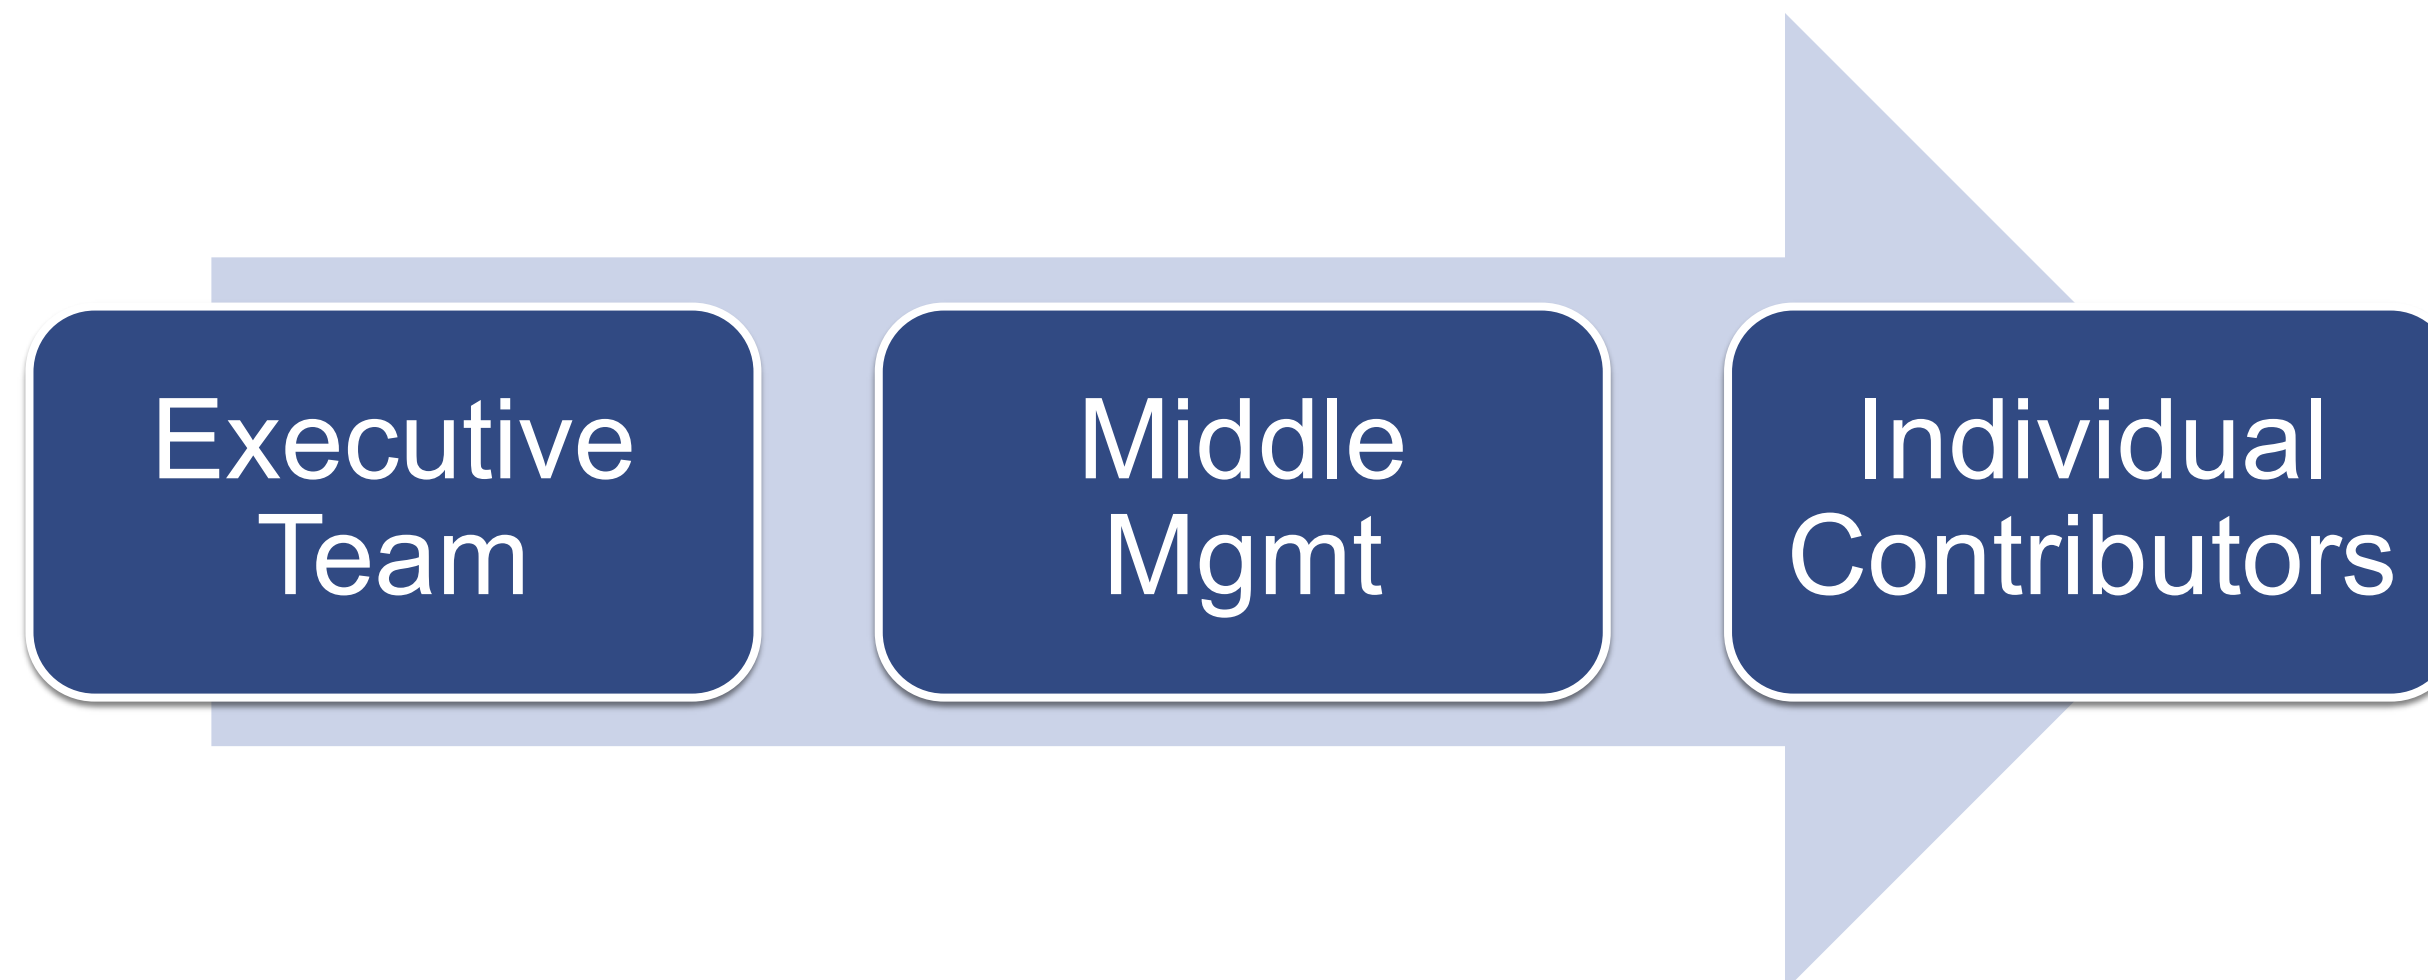 Executive
Team
Middle
Mgmt
Individual
Contributors